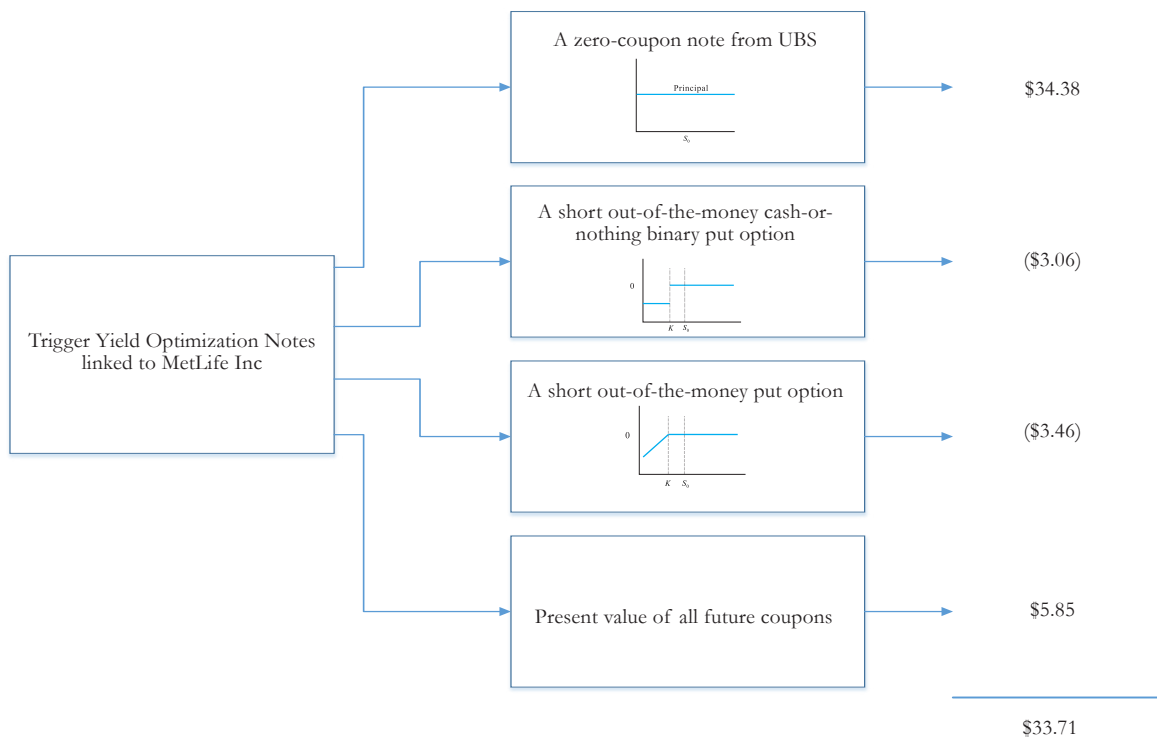 A zero-coupon note from UBS
Principal
S0
$34.38
A short out-of-the-money cash-or-
nothing binary put option
0
K S0
($3.06)
Trigger Yield Optimization Notes
linked to MetLife Inc
A short out-of-the-money put option
0
K S0
($3.46)
Present value of all future coupons
$5.85
$33.71